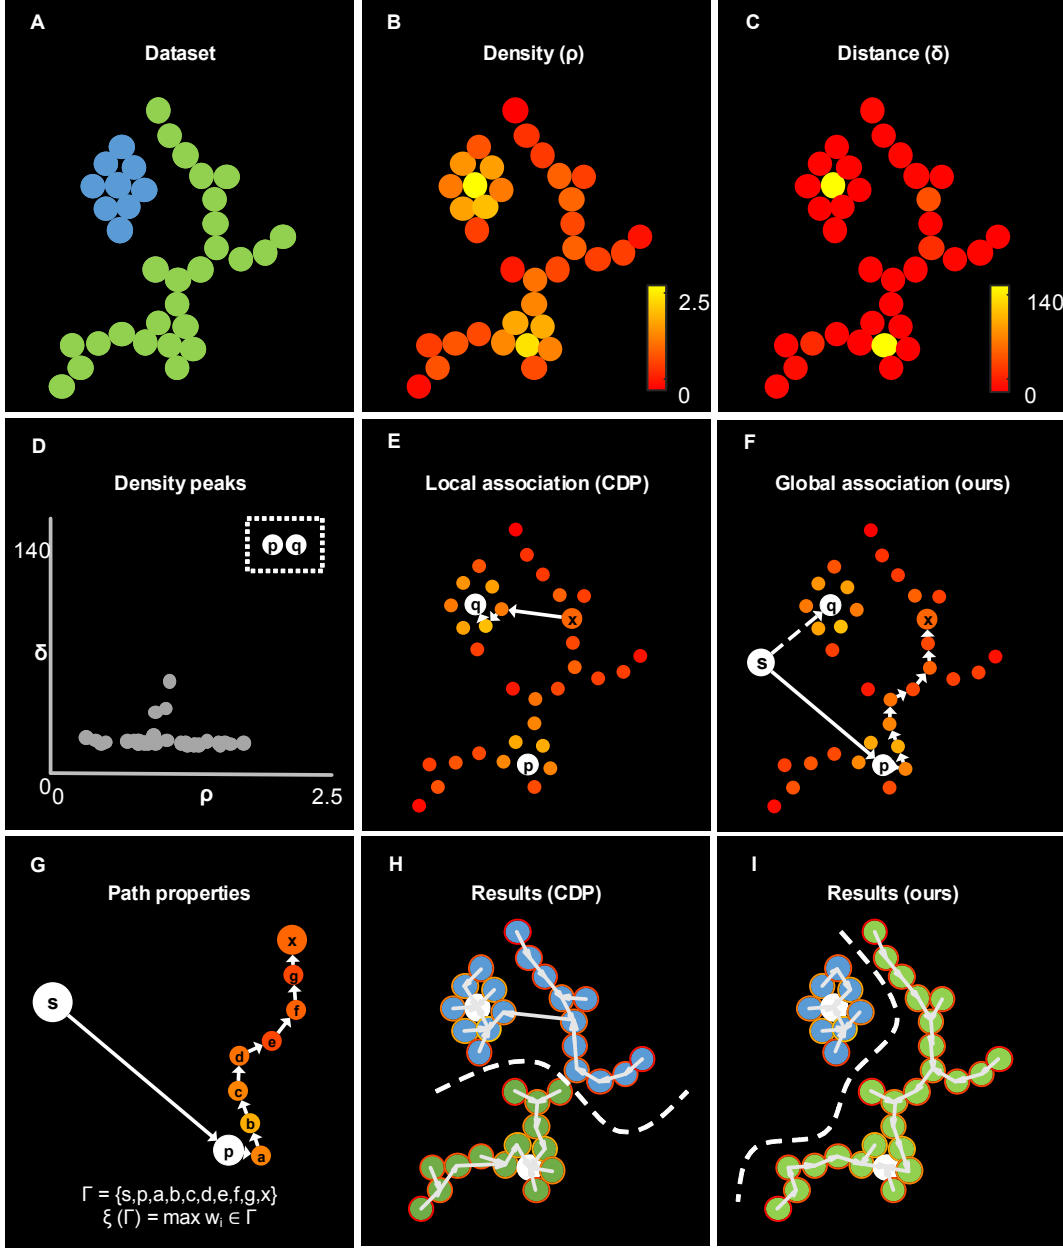 A
Dataset
B
Density (ρ)
2.5
0
C
Distance (δ)
140
0
D
Density peaks
140
p q
δ
0
0
ρ
2.5
E
Local association (CDP)
q
x
p
F
Global association (ours)
q
x
s
p
G
Path properties
x
g
s
f
e
d
c
b
p
a
Γ = {s,p,a,b,c,d,e,f,g,x}
ξ (Γ) = max wᵢ ∈ Γ
H
Results (CDP)
I
Results (ours)